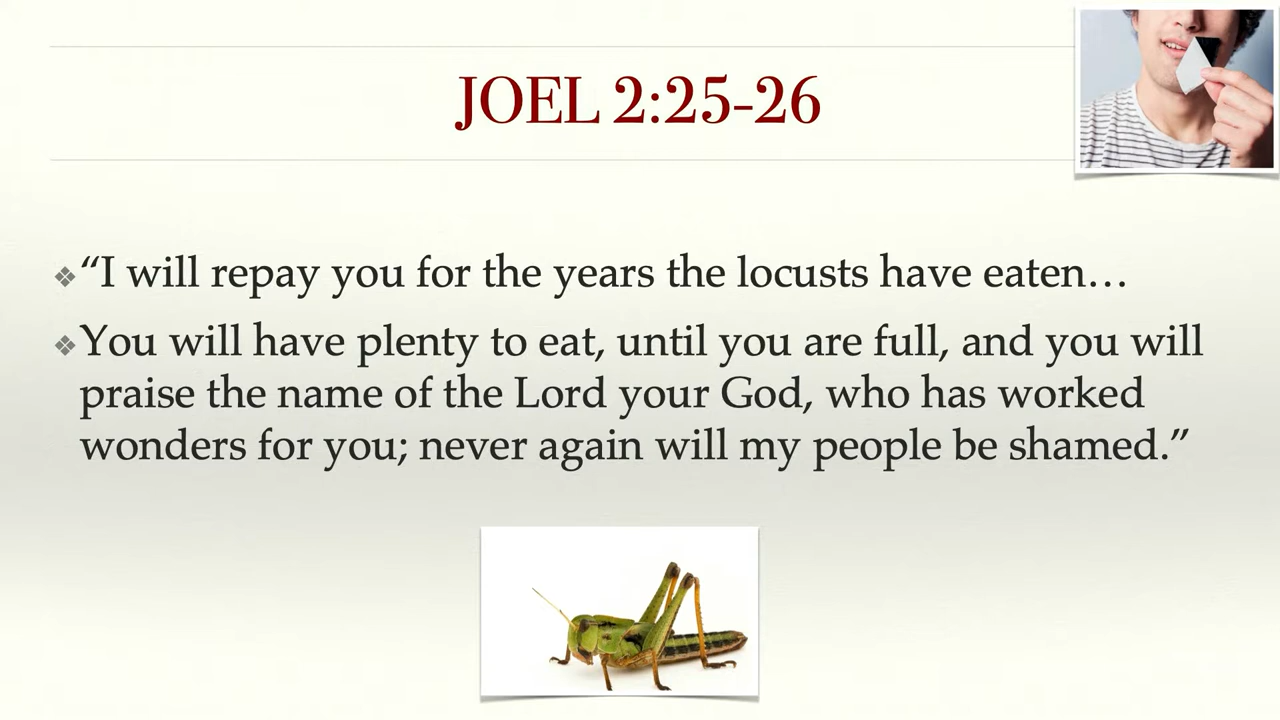 JOEL 2:25-26
❖“I will repay you for the years the locusts have eaten…
❖You will have plenty to eat, until you are full, and you will
praise the name of the Lord your God, who has worked
wonders for you; never again will my people be shamed.”